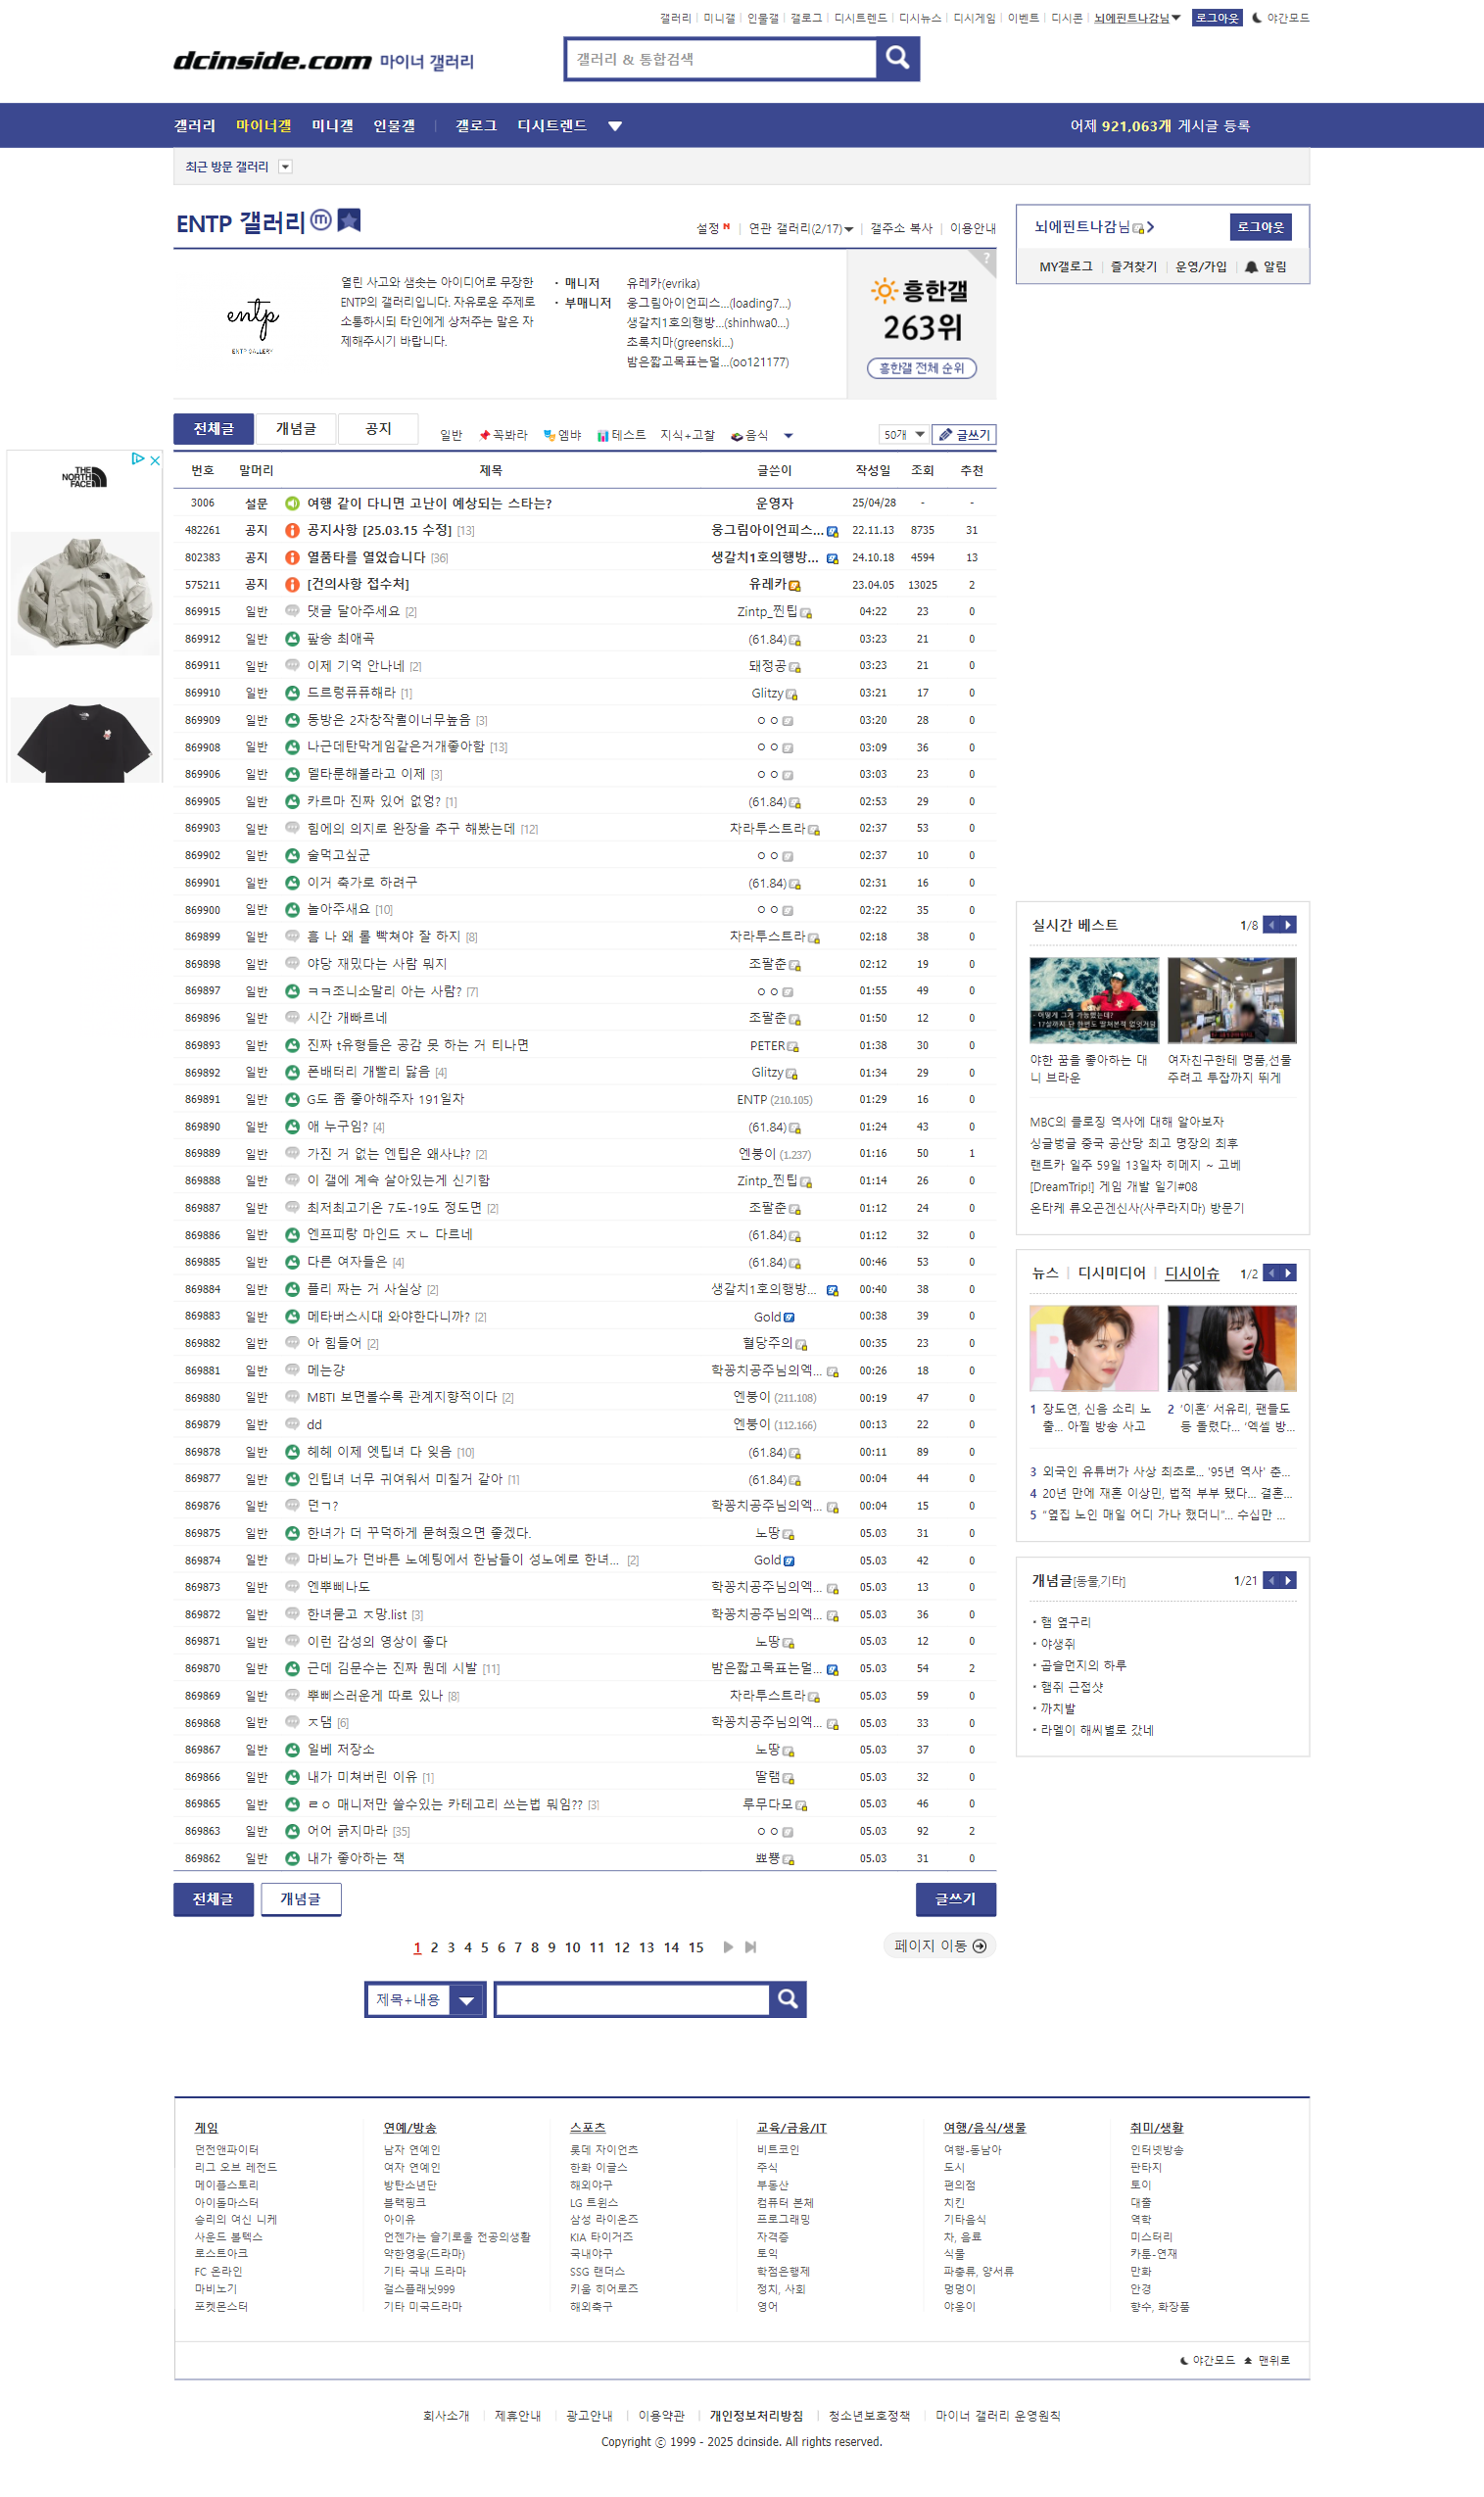 갤러리 미니갤 인물갤 갤로그 디시트렌드 디시뉴스 디시게임 이벤트 디시콘 뇌에핀트나감님 로그아웃 야간모드
dcinside.com 마이너 갤러리
갤러리 & 통합검색
갤러리 마이너갤 미니갤 인물갤 갤로그 디시트렌드 어제 921,063개 게시글 등록
최근 방문 갤러리
ENTP 갤러리 ⓜ
설정 N 연관 갤러리(2/17) 갤주소 복사 이용안내
열린 사고와 샘솟는 아이디어로 무장한
ENTP의 갤러리입니다. 자유로운 주제로
소통하시되 타인에게 상처주는 말은 자
제해주시기 바랍니다.
entp
ENTP GALLERY
· 매니저 유레카(evrika)
· 부매니저 웅그림아이언피스...(loading7...)
생갈치1호의행방...(shinhwa0...)
초록치마(greenski...)
밤은짧고목표는멀...(oo121177)
?
흥한갤
263위
흥한갤 전체 순위
전체글 개념글 공지 일반 꼭봐라 엠뱌 테스트 지식+고찰 음식 50개 글쓰기
번호 말머리 제목 글쓴이 작성일 조회 추천
3006 설문 여행 같이 다니면 고난이 예상되는 스타는? 운영자 25/04/28 - -
482261 공지 공지사항 [25.03.15 수정] [13] 웅그림아이언피스... 22.11.13 8735 31
802383 공지 열품타를 열었습니다 [36] 생갈치1호의행방... 24.10.18 4594 13
575211 공지 [건의사항 접수처] 유레카 23.04.05 13025 2
869915 일반 댓글 달아주세요 [2] Zintp_찐팁 04:22 23 0
869912 일반 팔송 최애곡 (61.84) 03:23 21 0
869911 일반 이제 기억 안나네 [2] 돼정공 03:23 21 0
869910 일반 드르렁퓨퓨해라 [1] Glitzy 03:21 17 0
869909 일반 동방은 2차창작퀄이너무높음 [3] ㅇㅇ 03:20 28 0
869908 일반 나근데탄막게임같은거개좋아함 [13] ㅇㅇ 03:09 36 0
869906 일반 델타룬해볼라고 이제 [3] ㅇㅇ 03:03 23 0
869905 일반 카르마 진짜 있어 없엉? [1] (61.84) 02:53 29 0
869903 일반 힘에의 의지로 완장을 추구 해봤는데 [12] 차라투스트라 02:37 53 0
869902 일반 술먹고싶군 ㅇㅇ 02:37 10 0
869901 일반 이거 축가로 하려구 (61.84) 02:31 16 0
869900 일반 놀아주새요 [10] ㅇㅇ 02:22 35 0
869899 일반 흠 나 왜 롤 빡쳐야 잘 하지 [8] 차라투스트라 02:18 38 0
869898 일반 야당 재밌다는 사람 뭐지 조팔춘 02:12 19 0
869897 일반 ㅋㅋ조니소말리 아는 사람? [7] ㅇㅇ 01:55 49 0
869896 일반 시간 개빠르네 조팔춘 01:50 12 0
869893 일반 진짜 t유형들은 공감 못 하는 거 티나면 PETER 01:38 30 0
869892 일반 폰배터리 개빨리 닳음 [4] Glitzy 01:34 29 0
869891 일반 G도 좀 좋아해주자 191일차 ENTP (210.105) 01:29 16 0
869890 일반 애 누구임? [4] (61.84) 01:24 43 0
869889 일반 가진 거 없는 엔팁은 왜사냐? [2] 엔붕이 (1.237) 01:16 50 1
869888 일반 이 갤에 계속 살아있는게 신기함 Zintp_찐팁 01:14 26 0
869887 일반 최저최고기온 7도-19도 정도면 [2] 조팔춘 01:12 24 0
869886 일반 엔프피랑 마인드 ㅈㄴ 다르네 (61.84) 01:12 32 0
869885 일반 다른 여자들은 [4] (61.84) 00:46 53 0
869884 일반 플리 짜는 거 사실상 [2] 생갈치1호의행방... 00:40 38 0
869883 일반 메타버스시대 와야한다니까? [2] Gold 00:38 39 0
869882 일반 아 힘들어 [2] 혈당주의 00:35 23 0
869881 일반 메는걍 학꽁치공주님의엑... 00:26 18 0
869880 일반 MBTI 보면볼수록 관계지향적이다 [2] 엔붕이 (211.108) 00:19 47 0
869879 일반 dd 엔붕이 (112.166) 00:13 22 0
869878 일반 헤헤 이제 엣팁녀 다 잊음 [10] (61.84) 00:11 89 0
869877 일반 인팁녀 너무 귀여워서 미칠거 같아 [1] (61.84) 00:04 44 0
869876 일반 던ㄱ? 학꽁치공주님의엑... 00:04 15 0
869875 일반 한녀가 더 꾸덕하게 묻혀줬으면 좋겠다. 노땅 05.03 31 0
869874 일반 마비노가 던바튼 노예팅에서 한남들이 성노예로 한녀... [2] Gold 05.03 42 0
869873 일반 엔뿌삐나도 학꽁치공주님의엑... 05.03 13 0
869872 일반 한녀묻고 ㅈ망.list [3] 학꽁치공주님의엑... 05.03 36 0
869871 일반 이런 감성의 영상이 좋다 노땅 05.03 12 0
869870 일반 근데 김문수는 진짜 뭔데 시발 [11] 밤은짧고목표는멀... 05.03 54 2
869869 일반 뿌삐스러운게 따로 있나 [8] 차라투스트라 05.03 59 0
869868 일반 ㅈ댐 [6] 학꽁치공주님의엑... 05.03 33 0
869867 일반 일베 저장소 노땅 05.03 37 0
869866 일반 내가 미쳐버린 이유 [1] 딸램 05.03 32 0
869865 일반 ㄹㅇ 매니저만 쓸수있는 카테고리 쓰는법 뭐임?? [3] 루무다모 05.03 46 0
869863 일반 어어 긁지마라 [35] ㅇㅇ 05.03 92 2
869862 일반 내가 좋아하는 책 뾰뿅 05.03 31 0
전체글 개념글 글쓰기
1 2 3 4 5 6 7 8 9 10 11 12 13 14 15 페이지 이동
제목+내용
THE NORTH FACE
뇌에핀트나감님 로그아웃
MY갤로그 즐겨찾기 운영/가입 알림
실시간 베스트 1/8
- 이떻게 그게 가능했는데?
야한 꿈을 좋아하는 대
니 브라운
여자친구한테 명품,선물
주려고 투잡까지 뛰게
MBC의 클로징 역사에 대해 알아보자
싱글벙글 중국 공산당 최고 명장의 최후
랜트카 일주 59일 13일차 히메지 ~ 고베
[DreamTrip!] 게임 개발 일기#08
온타케 류오곤겐신사(사쿠라지마) 방문기
뉴스 디시미디어 디시이슈 1/2
1 장도연, 신음 소리 노
출... 아찔 방송 사고
2 '이혼' 서유리, 팬들도
등 돌렸다... '엑셀 방...
3 외국인 유튜버가 사상 최초로... '95년 역사' 춘...
4 20년 만에 재혼 이상민, 법적 부부 됐다... 결혼...
5 "옆집 노인 매일 어디 가나 했더니"... 수십만 ...
개념글[동물,기타] 1/21
· 햄 옆구리
· 야생쥐
· 곰슬먼지의 하루
· 햄쥐 근접샷
· 까치발
· 라멜이 해씨별로 갔네
게임
던전앤파이터
리그 오브 레전드
메이플스토리
아이돌마스터
승리의 여신 니케
사운드 볼텍스
로스트아크
FC 온라인
마비노기
포켓몬스터
연예/방송
남자 연예인
여자 연예인
방탄소년단
블랙핑크
아이유
언젠가는 슬기로울 전공의생활
약한영웅(드라마)
기타 국내 드라마
걸스플래닛999
기타 미국드라마
스포츠
롯데 자이언츠
한화 이글스
해외야구
LG 트윈스
삼성 라이온즈
KIA 타이거즈
국내야구
SSG 랜더스
키움 히어로즈
해외축구
교육/금융/IT
비트코인
주식
부동산
컴퓨터 본체
프로그래밍
자격증
토익
학점은행제
정치, 사회
영어
여행/음식/생물
여행-동남아
도시
편의점
치킨
기타음식
차, 음료
식물
파충류, 양서류
멍멍이
야옹이
취미/생활
인터넷방송
판타지
토이
대출
역학
미스터리
카툰-연재
만화
안경
향수, 화장품
야간모드 맨위로
회사소개 제휴안내 광고안내 이용약관 개인정보처리방침 청소년보호정책 마이너 갤러리 운영원칙
Copyright ⓒ 1999 - 2025 dcinside. All rights reserved.